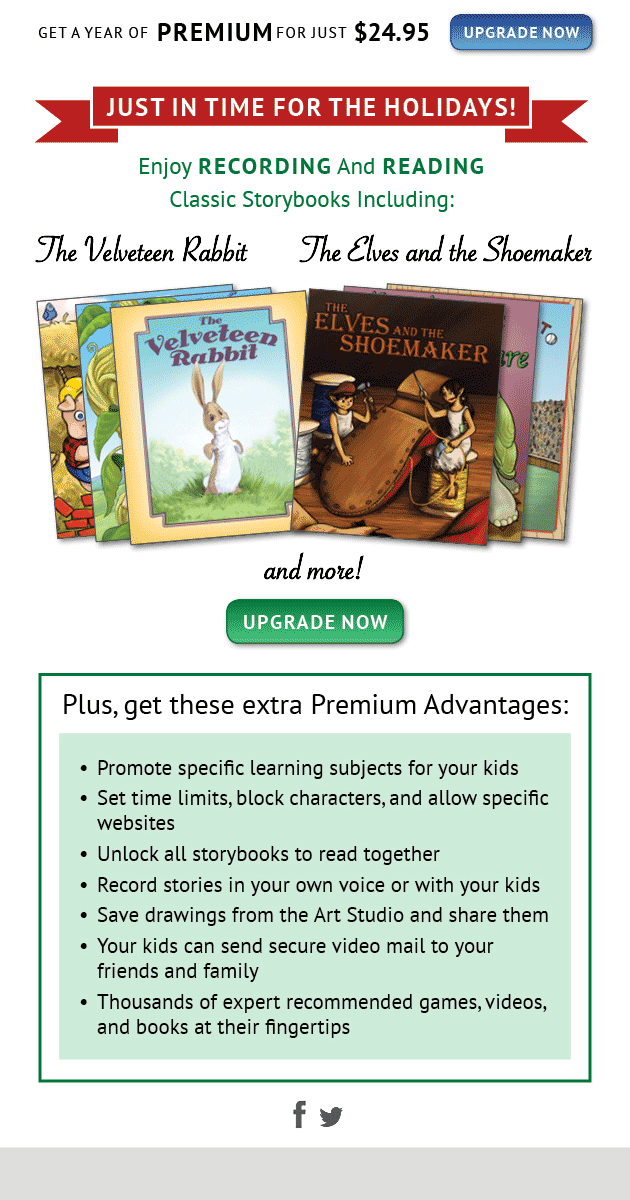 GET A YEAR OF PREMIUM FOR JUST $24.95 UPGRADE NOW
JUST IN TIME FOR THE HOLIDAYS!
Enjoy RECORDING And READING
Classic Storybooks Including:
The Velveteen Rabbit The Elves and the Shoemaker
The
Velveteen
Rabbit
THE
ELVES AND THE
SHOEMAKER
and more!
UPGRADE NOW
Plus, get these extra Premium Advantages:
• Promote specific learning subjects for your kids
• Set time limits, block characters, and allow specific
websites
• Unlock all storybooks to read together
• Record stories in your own voice or with your kids
• Save drawings from the Art Studio and share them
• Your kids can send secure video mail to your
friends and family
• Thousands of expert recommended games, videos,
and books at their fingertips